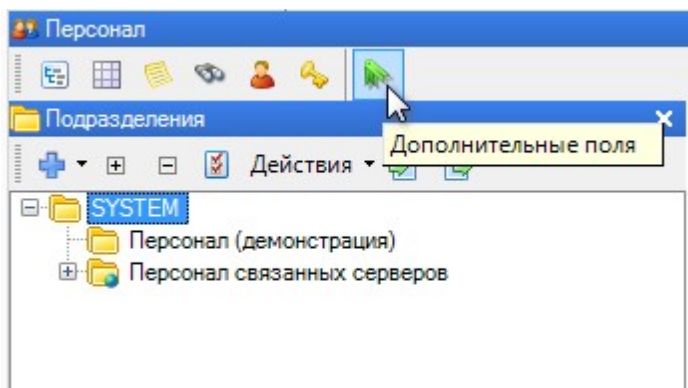 Персонал
Подразделения
Дополнительные поля
Действия
SYSTEM
Персонал (демонстрация)
Персонал связанных серверов